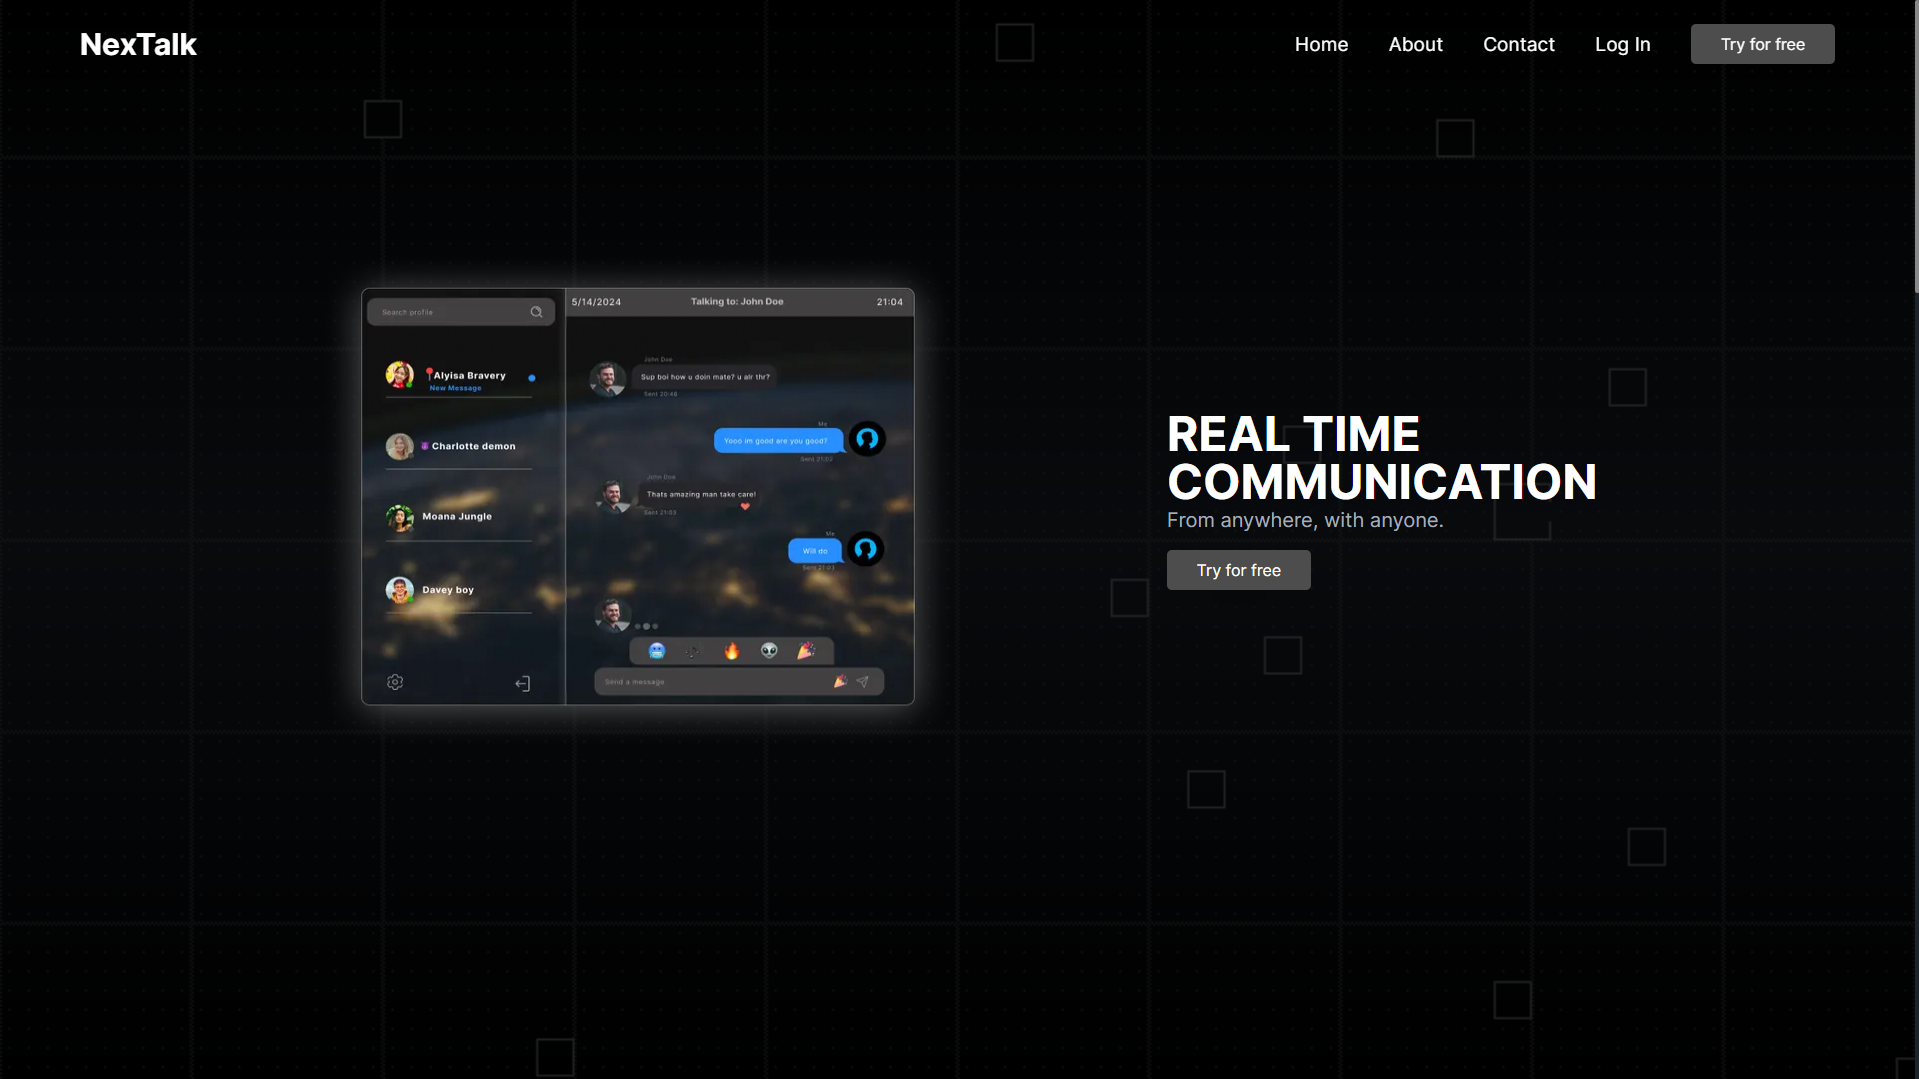 NexTalk
Home
About
Contact
Log In
Try for free
Search profile
5/14/2024
Talking to: John Doe
21:04
Alyisa Bravery
New Message
Charlotte demon
Moana Jungle
Davey boy
John Doe
Sup boi how u doin mate? u alr thr?
Sent 20:48
Me
Yooo im good are you good?
Sent 21:02
John Doe
Thats amazing man take care!
Sent 21:03
Me
Will do
Sent 21:03
Send a message
REAL TIME
COMMUNICATION
From anywhere, with anyone.
Try for free